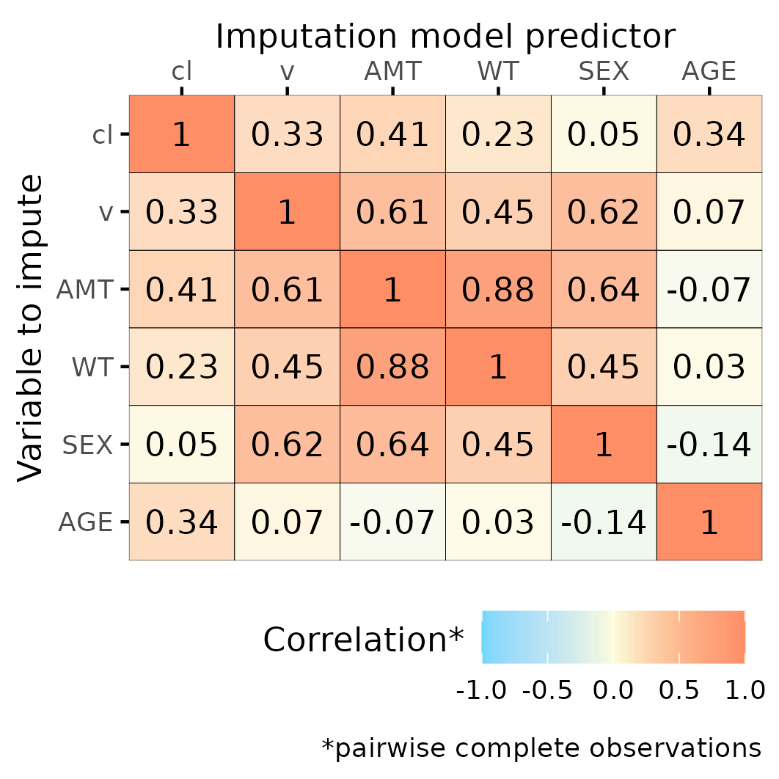 Imputation model predictor
cl v AMT WT SEX AGE
Variable to impute
cl 1 0.33 0.41 0.23 0.05 0.34
v 0.33 1 0.61 0.45 0.62 0.07
AMT 0.41 0.61 1 0.88 0.64 -0.07
WT 0.23 0.45 0.88 1 0.45 0.03
SEX 0.05 0.62 0.64 0.45 1 -0.14
AGE 0.34 0.07 -0.07 0.03 -0.14 1
Correlation*
-1.0 -0.5 0.0 0.5 1.0
*pairwise complete observations